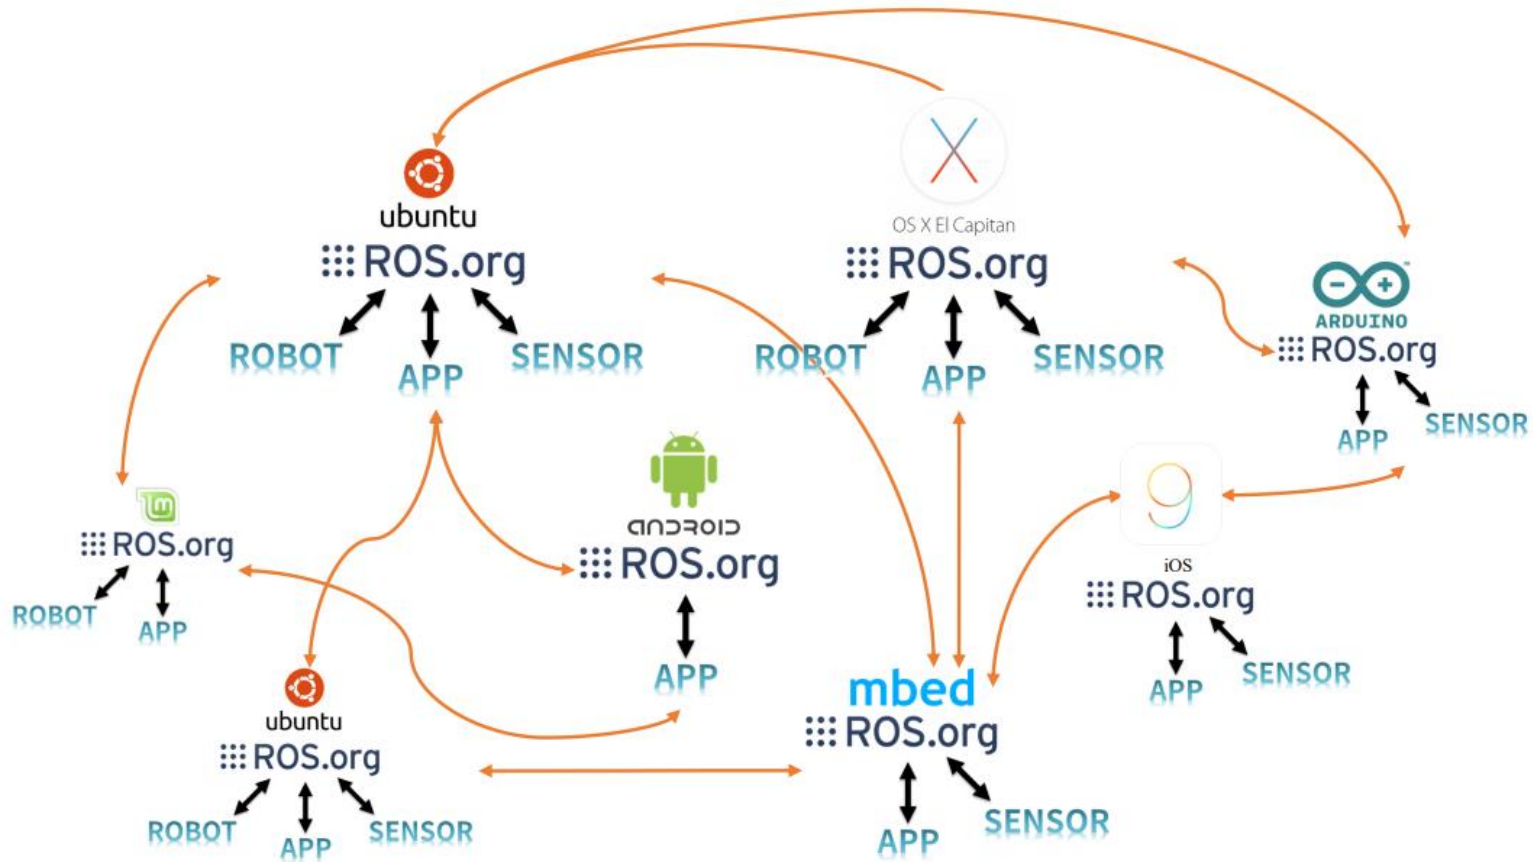 ubuntu
ROS.org
ROBOT
APP
SENSOR
OS X El Capitan
ROS.org
ROBOT
APP
SENSOR
ARDUINO
ROS.org
APP
SENSOR
lm
ROS.org
ROBOT
APP
ANDROID
ROS.org
APP
9
iOS
ROS.org
APP
SENSOR
ubuntu
ROS.org
ROBOT
APP
SENSOR
mbed
ROS.org
APP
SENSOR